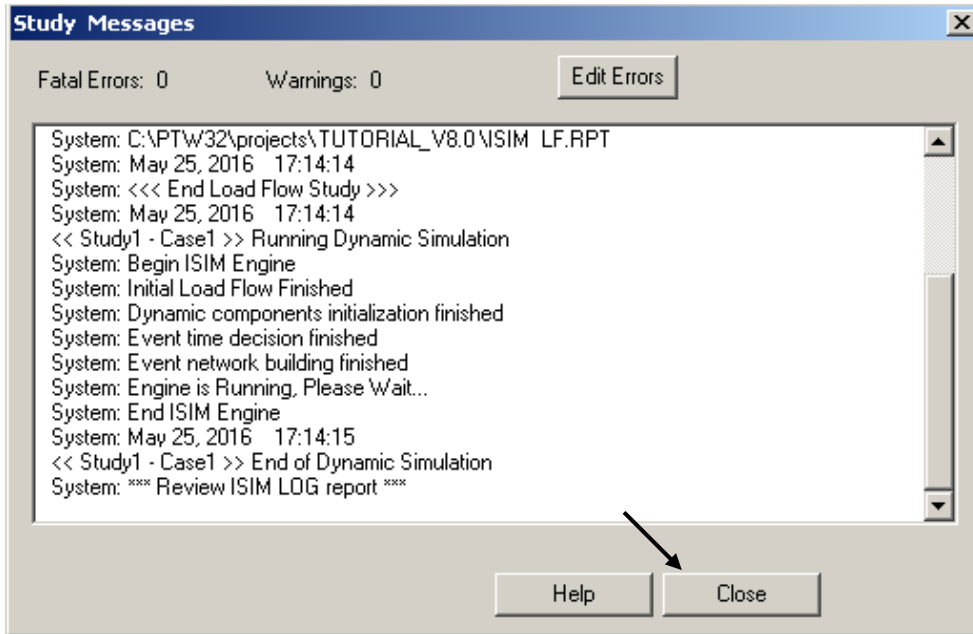 Study Messages
Fatal Errors: 0 Warnings: 0 Edit Errors
System: C:\PTW32\projects\TUTORIAL_V8.0\ISIM LF.RPT
System: May 25, 2016 17:14:14
System: <<< End Load Flow Study >>>
System: May 25, 2016 17:14:14
<< Study1 - Case1 >> Running Dynamic Simulation
System: Begin ISIM Engine
System: Initial Load Flow Finished
System: Dynamic components initialization finished
System: Event time decision finished
System: Event network building finished
System: Engine is Running, Please Wait...
System: End ISIM Engine
System: May 25, 2016 17:14:15
<< Study1 - Case1 >> End of Dynamic Simulation
System: *** Review ISIM LOG report ***
Help Close